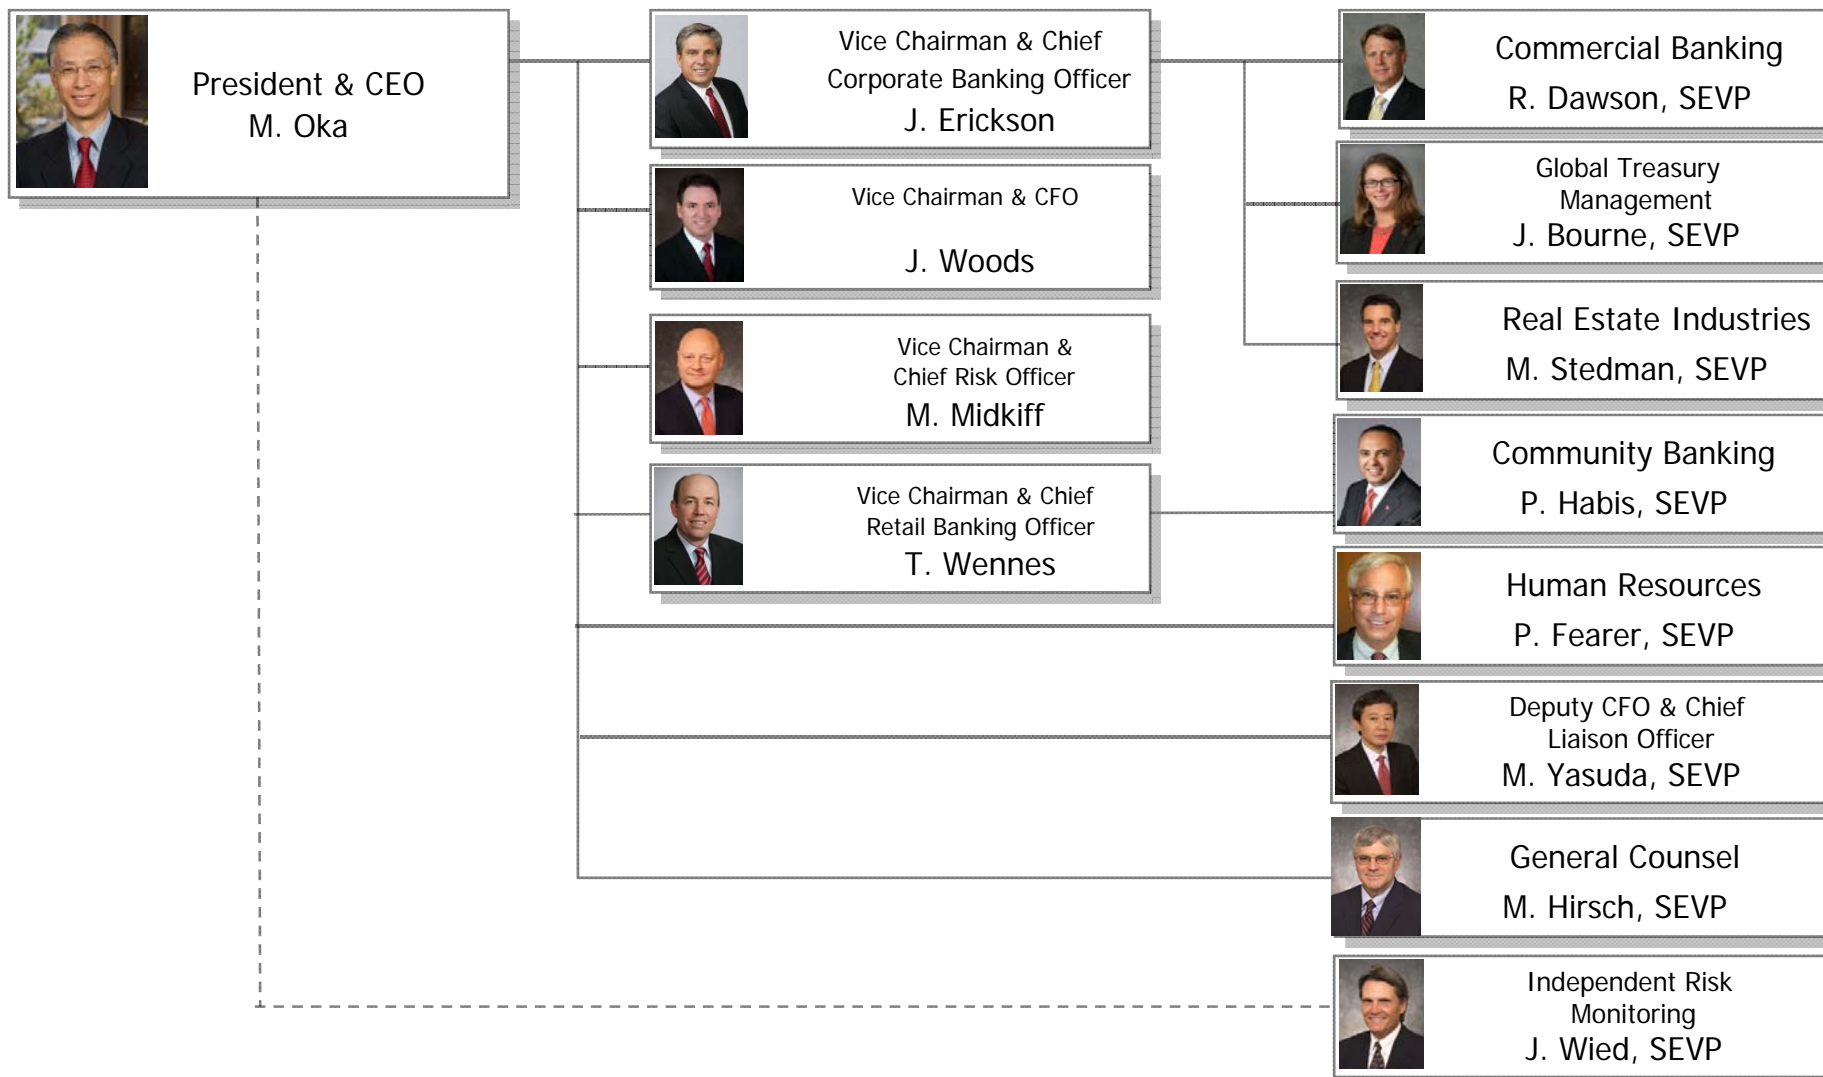 President & CEO
M. Oka
Vice Chairman & Chief
Corporate Banking Officer
J. Erickson
Vice Chairman & CFO
J. Woods
Vice Chairman &
Chief Risk Officer
M. Midkiff
Vice Chairman & Chief
Retail Banking Officer
T. Wennes
Commercial Banking
R. Dawson, SEVP
Global Treasury
Management
J. Bourne, SEVP
Real Estate Industries
M. Stedman, SEVP
Community Banking
P. Habis, SEVP
Human Resources
P. Fearer, SEVP
Deputy CFO & Chief
Liaison Officer
M. Yasuda, SEVP
General Counsel
M. Hirsch, SEVP
Independent Risk
Monitoring
J. Wied, SEVP